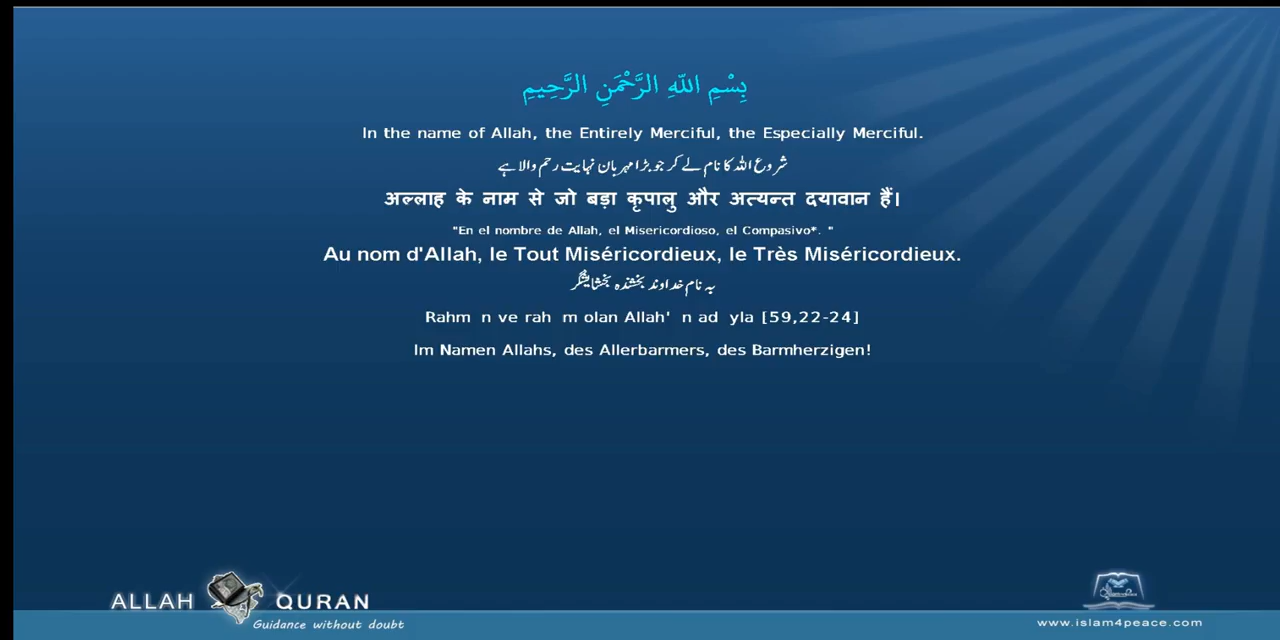 بِسْمِ اللّهِ الرَّحْمَنِ الرَّحِيمِ
In the name of Allah, the Entirely Merciful, the Especially Merciful.
شروع الله کا نام لے کر جو بڑا مہربان نہایت رحم والا ہے
अल्लाह के नाम से जो बड़ा कृपालु और अत्यन्त दयावान हैं।
"En el nombre de Allah, el Misericordioso, el Compasivo*. "
Au nom d'Allah, le Tout Miséricordieux, le Très Miséricordieux.
به نام خداوند بخشنده بخشایشگر
Rahm n ve rah m olan Allah' n ad yla [59,22-24]
Im Namen Allahs, des Allerbarmers, des Barmherzigen!
ALLAH QURAN
Guidance without doubt
www.islam4peace.com